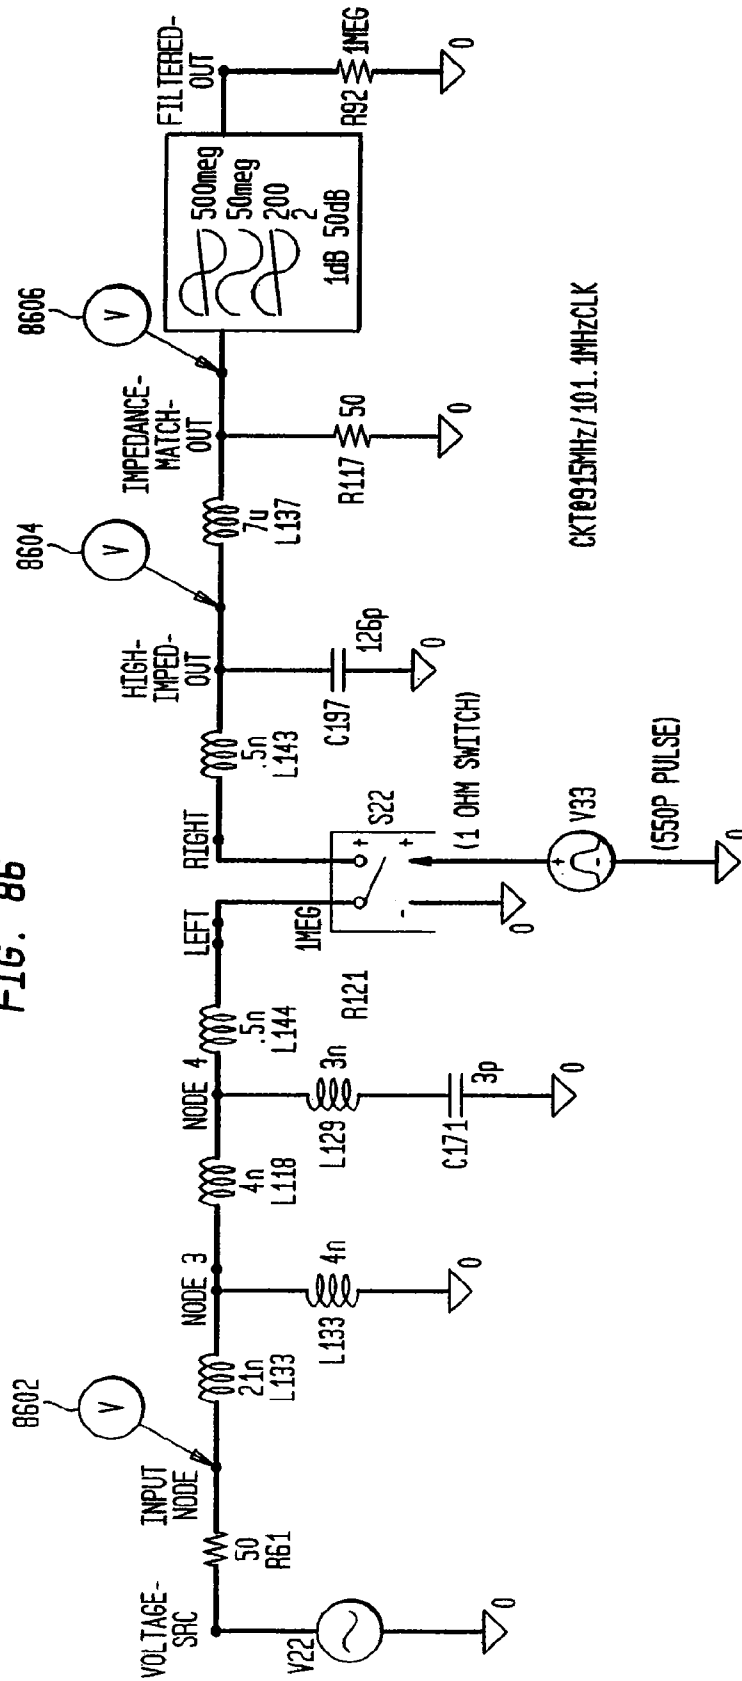 FIG. 8b
8602
8604
8606
VOLTAGE-
SRC
V22
0
50
R61
INPUT
NODE
V
21n
L133
NODE 3
4n
L133
0
4n
L118
NODE 4
3n
L129
3p
C171
0
.5n
L144
LEFT
RIGHT
1MEG
R121
S22
+
+
-
0
(1 OHM SWITCH)
+
-
V33
(550P PULSE)
0
.5n
L143
HIGH-
IMPED-
OUT
126p
C197
0
V
7u
L137
IMPEDANCE-
MATCH-
OUT
50
R117
0
V
500meg
50meg
200
2
1dB 50dB
FILTERED-
OUT
1MEG
R92
0
CKT@915MHz/101.1MHzCLK